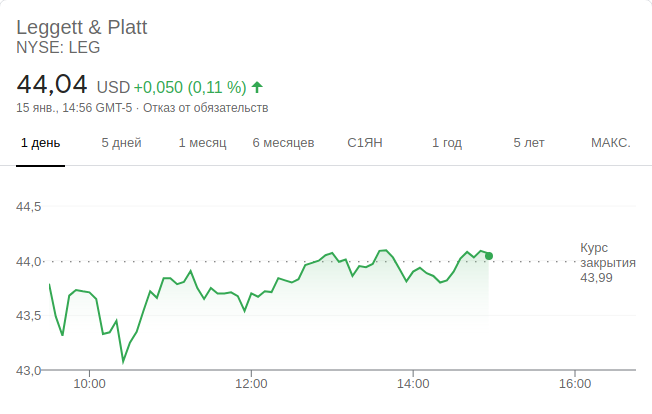 Leggett & Platt
NYSE: LEG
44,04 USD +0,050 (0,11 %)
15 янв., 14:56 GMT-5 · Отказ от обязательств
1 день 5 дней 1 месяц 6 месяцев С1ЯН 1 год 5 лет МАКС.
44,5
44,0
Курс
закрытия
43,99
43,5
43,0
10:00 12:00 14:00 16:00